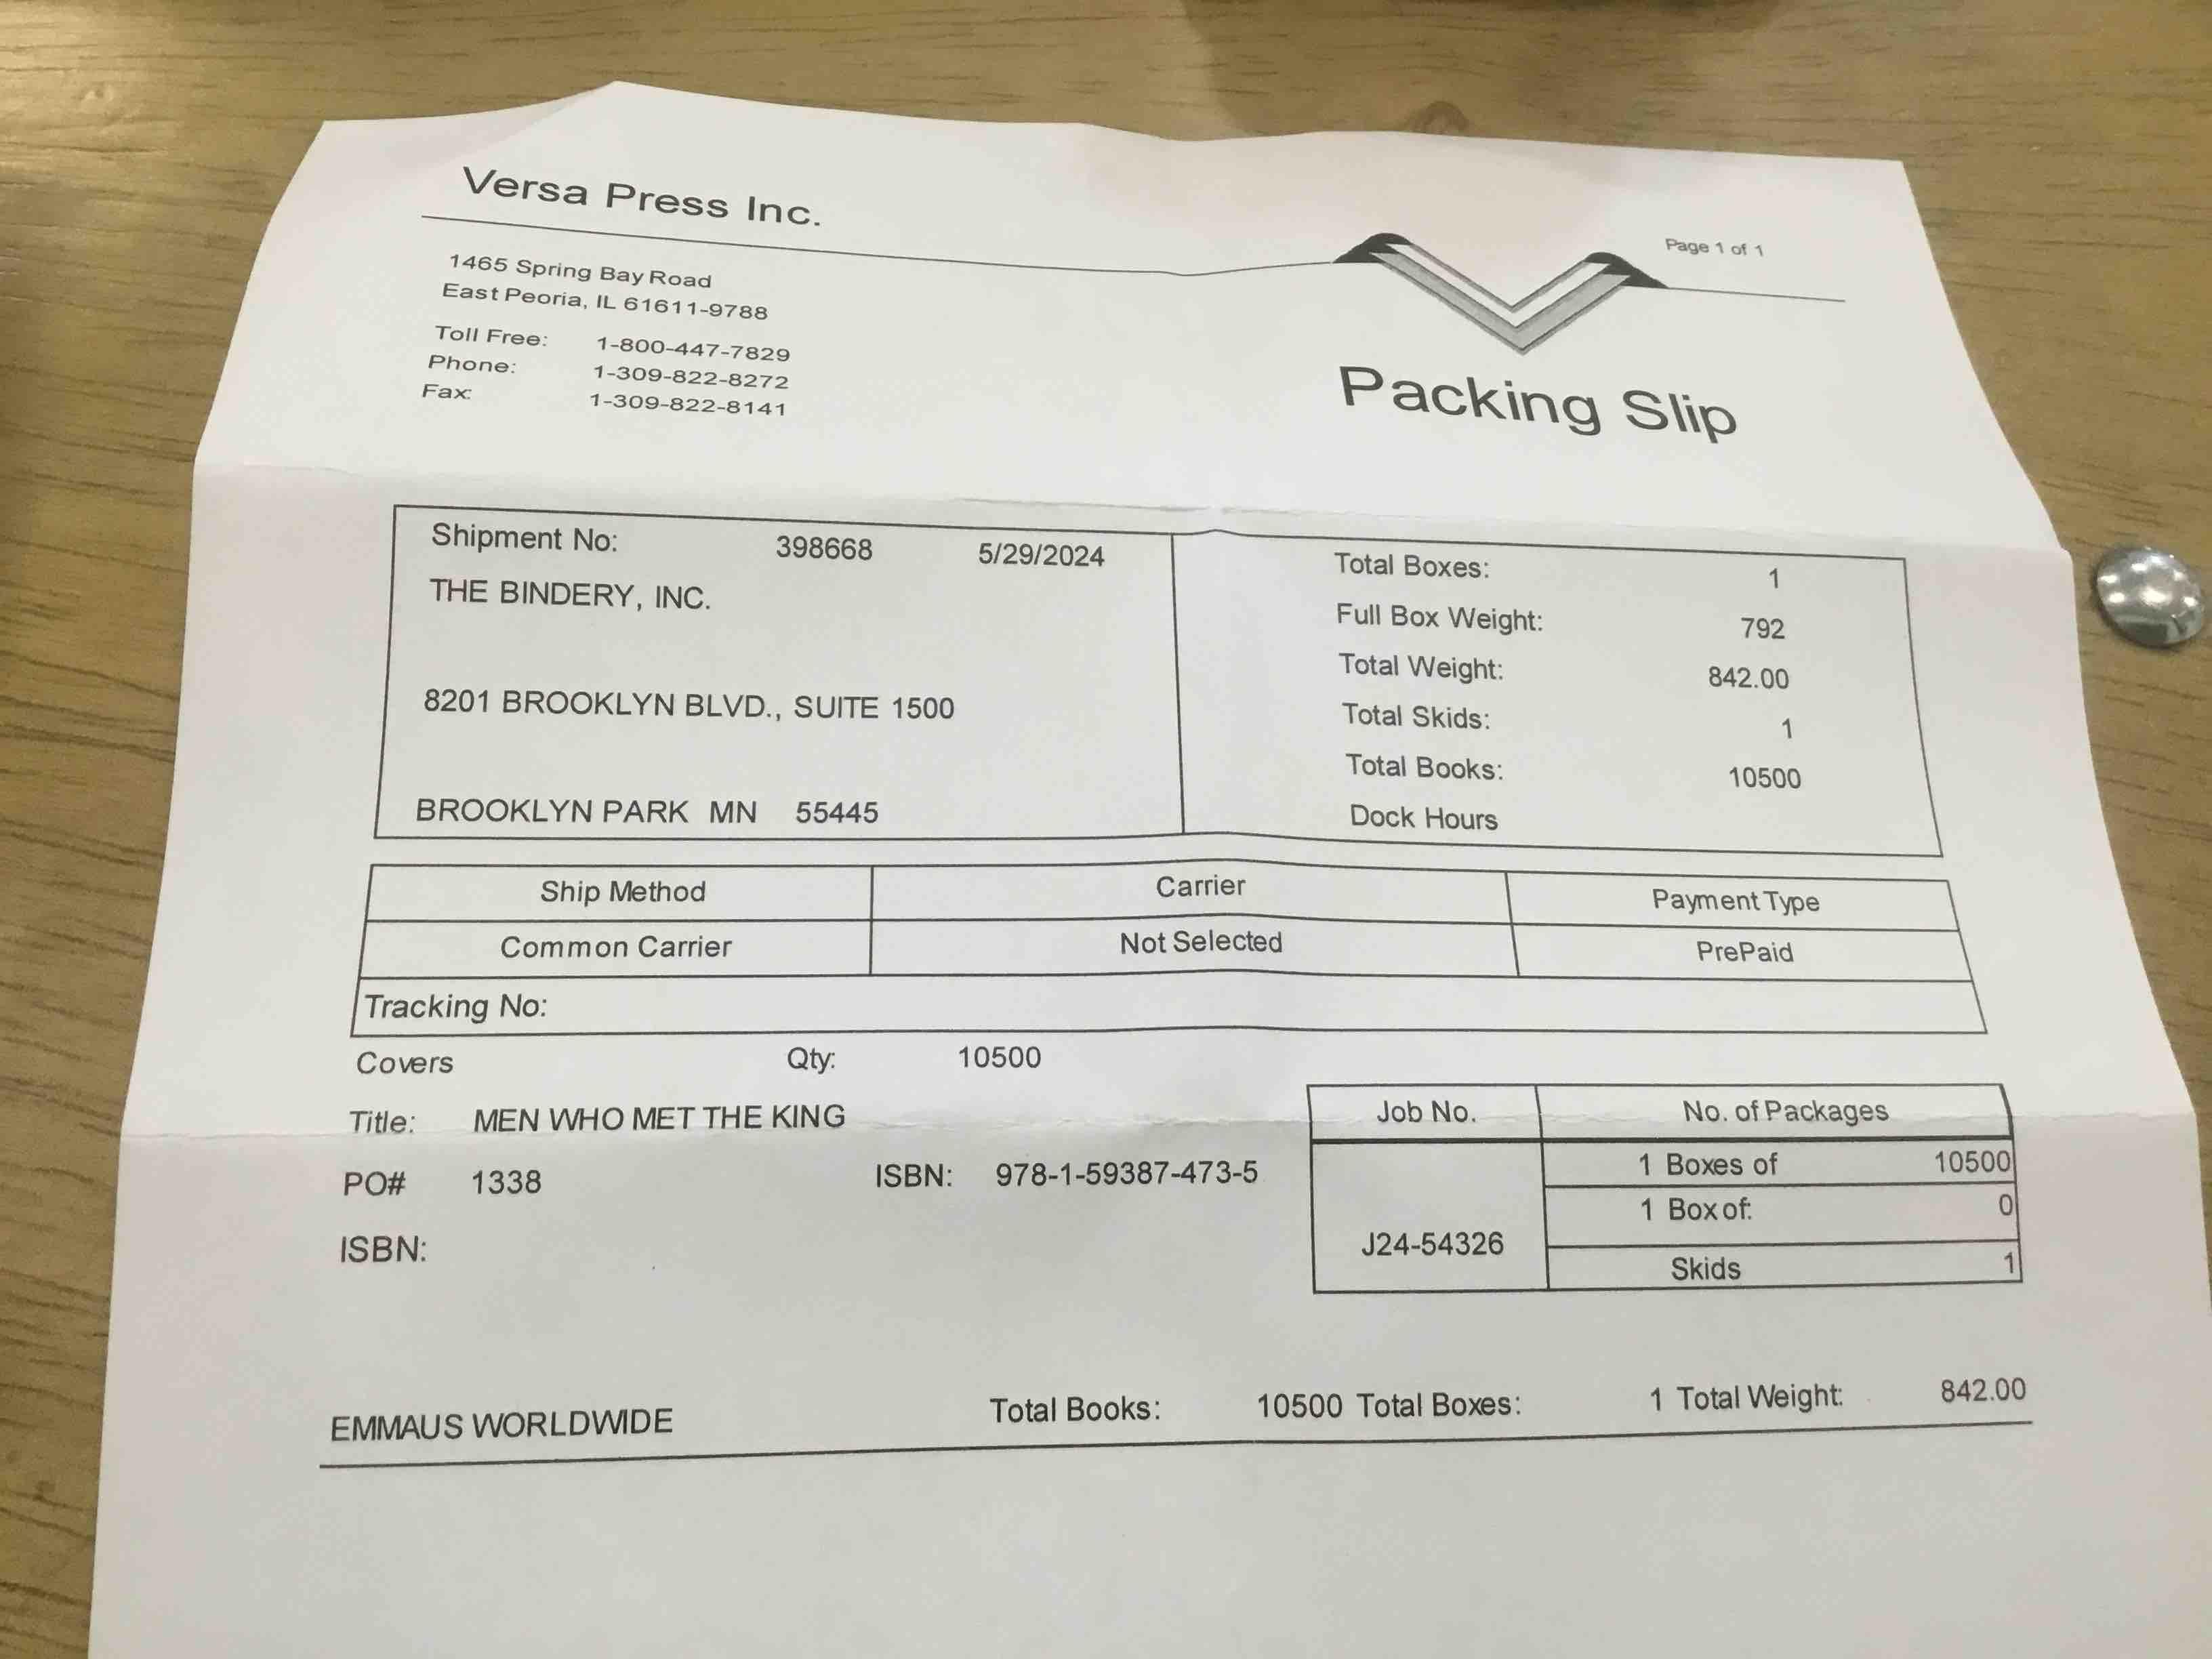 Versa Press Inc.
Page 1 of 1
1465 Spring Bay Road
East Peoria, IL 61611-9788
Toll Free: 1-800-447-7829
Phone: 1-309-822-8272
Fax: 1-309-822-8141
Packing Slip
Shipment No: 398668 5/29/2024
THE BINDERY, INC.
8201 BROOKLYN BLVD., SUITE 1500
BROOKLYN PARK MN 55445
Total Boxes: 1
Full Box Weight: 792
Total Weight: 842.00
Total Skids: 1
Total Books: 10500
Dock Hours
Ship Method Carrier Payment Type
Common Carrier Not Selected PrePaid
Tracking No:
Covers Qty: 10500
Title: MEN WHO MET THE KING
PO# 1338 ISBN: 978-1-59387-473-5
ISBN:
Job No. No. of Packages
J24-54326
1 Boxes of 10500
1 Box of: 0
Skids 1
EMMAUS WORLDWIDE Total Books: 10500 Total Boxes: 1 Total Weight: 842.00